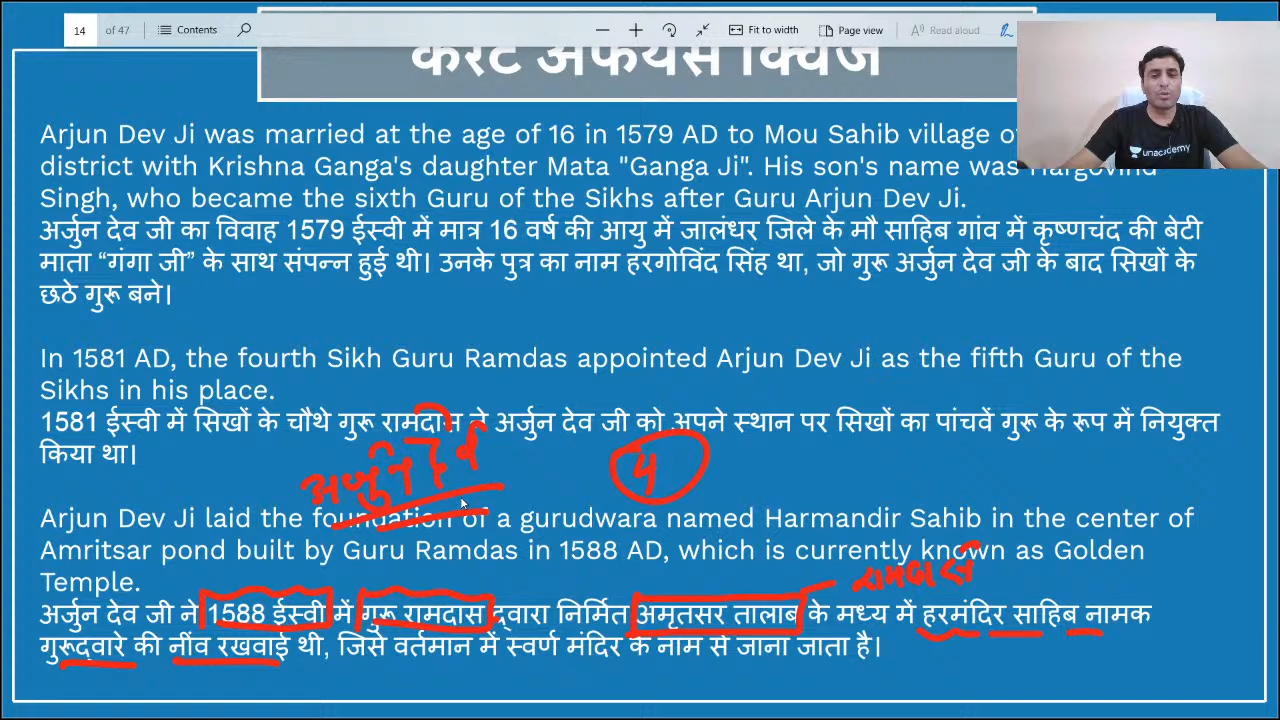 14 of 47 Contents Fit to width Page view Read aloud
करंट अफेयर्स क्विज
Arjun Dev Ji was married at the age of 16 in 1579 AD to Mou Sahib village of
district with Krishna Ganga's daughter Mata "Ganga Ji". His son's name was Hargovind
Singh, who became the sixth Guru of the Sikhs after Guru Arjun Dev Ji.
अर्जुन देव जी का विवाह 1579 ईस्वी में मात्र 16 वर्ष की आयु में जालंधर जिले के मौ साहिब गांव में कृष्णचंद की बेटी
माता “गंगा जी” के साथ संपन्न हुई थी। उनके पुत्र का नाम हरगोविंद सिंह था, जो गुरू अर्जुन देव जी के बाद सिखों के
छठे गुरू बने।
In 1581 AD, the fourth Sikh Guru Ramdas appointed Arjun Dev Ji as the fifth Guru of the
Sikhs in his place.
1581 ईस्वी में सिखों के चौथे गुरू रामदास ने अर्जुन देव जी को अपने स्थान पर सिखों का पांचवें गुरू के रूप में नियुक्त
किया था।
अर्जुन देव
Arjun Dev Ji laid the foundation of a gurudwara named Harmandir Sahib in the center of
Amritsar pond built by Guru Ramdas in 1588 AD, which is currently known as Golden
Temple.
रामदास
अर्जुन देव जी ने 1588 ईस्वी में गुरू रामदास द्वारा निर्मित अमृतसर तालाब के मध्य में हरमंदिर साहिब नामक
गुरूद्वारे की नींव रखवाई थी, जिसे वर्तमान में स्वर्ण मंदिर के नाम से जाना जाता है।
unacademy